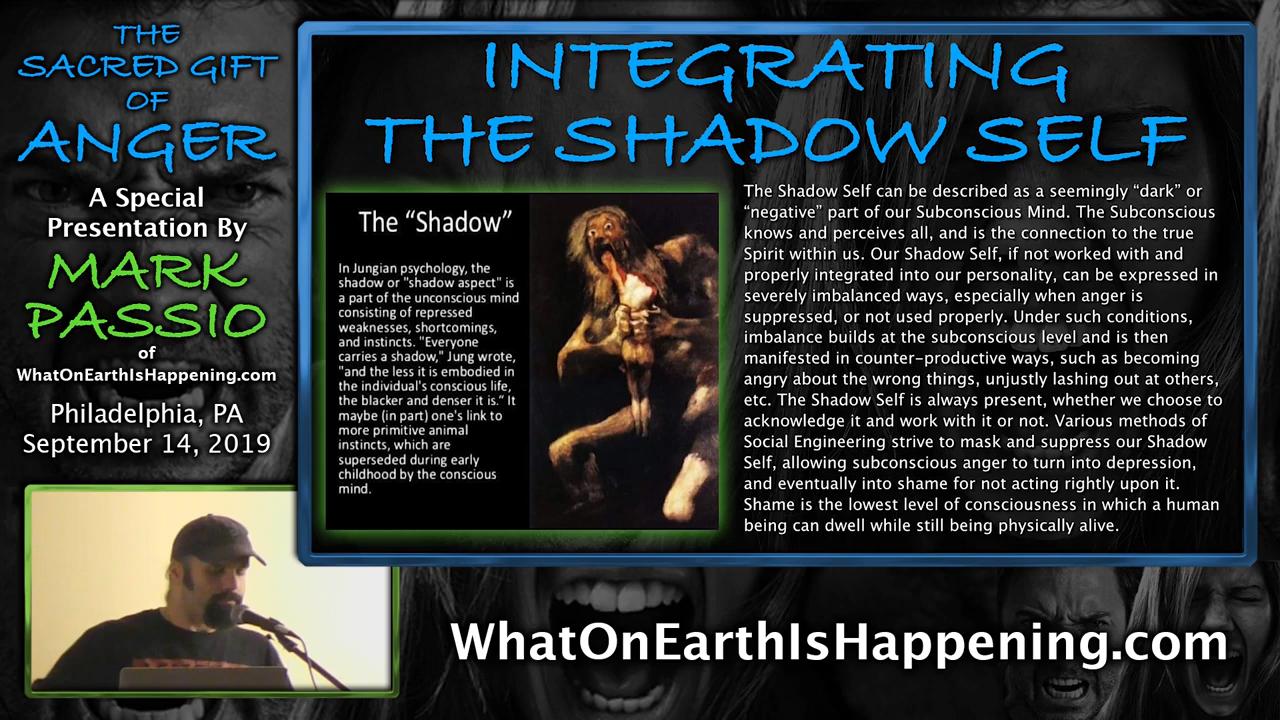 THE
SACRED GIFT
OF
ANGER
A Special
Presentation By
MARK
PASSIO
of
WhatOnEarthIsHappening.com
Philadelphia, PA
September 14, 2019
INTEGRATING
THE SHADOW SELF
The “Shadow”
In Jungian psychology, the
shadow or "shadow aspect" is
a part of the unconscious mind
consisting of repressed
weaknesses, shortcomings,
and instincts. "Everyone
carries a shadow," Jung wrote,
"and the less it is embodied in
the individual's conscious life,
the blacker and denser it is.” It
maybe (in part) one's link to
more primitive animal
instincts, which are
superseded during early
childhood by the conscious
mind.
The Shadow Self can be described as a seemingly “dark” or
“negative” part of our Subconscious Mind. The Subconscious
knows and perceives all, and is the connection to the true
Spirit within us. Our Shadow Self, if not worked with and
properly integrated into our personality, can be expressed in
severely imbalanced ways, especially when anger is
suppressed, or not used properly. Under such conditions,
imbalance builds at the subconscious level and is then
manifested in counter-productive ways, such as becoming
angry about the wrong things, unjustly lashing out at others,
etc. The Shadow Self is always present, whether we choose to
acknowledge it and work with it or not. Various methods of
Social Engineering strive to mask and suppress our Shadow
Self, allowing subconscious anger to turn into depression,
and eventually into shame for not acting rightly upon it.
Shame is the lowest level of consciousness in which a human
being can dwell while still being physically alive.
WhatOnEarthIsHappening.com